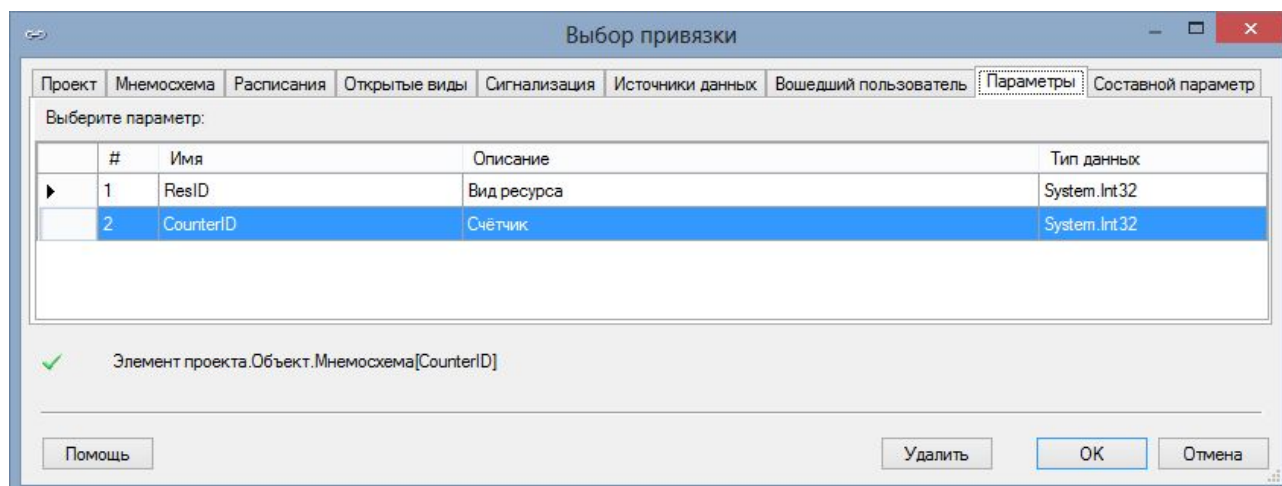 Выбор привязки
Проект Мнемосхема Расписания Открытые виды Сигнализация Источники данных Вошедший пользователь Параметры Составной параметр
Выберите параметр:
# Имя Описание Тип данных
1 ResID Вид ресурса System.Int32
2 CounterID Счётчик System.Int32
Элемент проекта.Объект.Мнемосхема[CounterID]
Помощь Удалить ОК Отмена